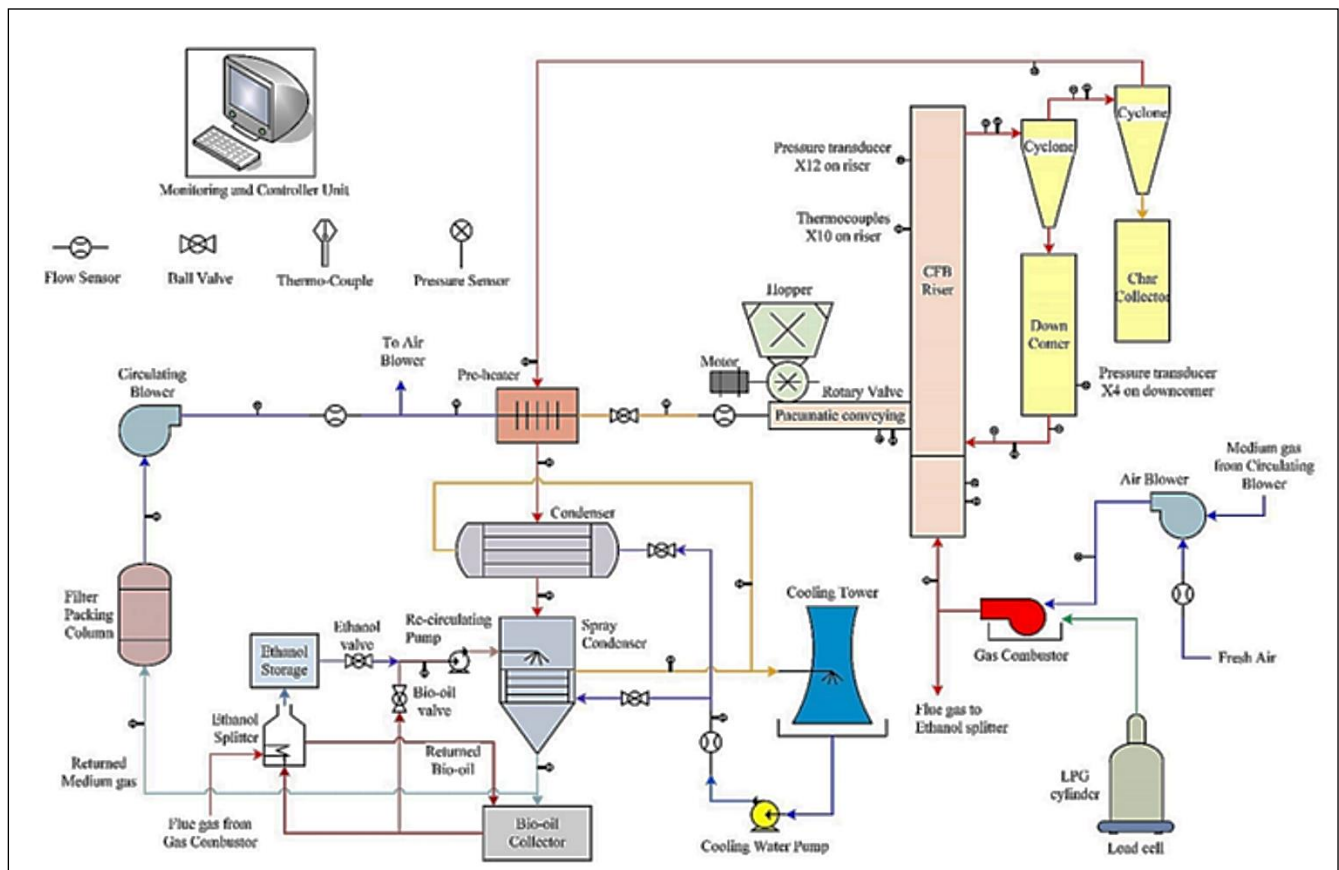 Monitoring and Controller Unit
Flow Sensor
Ball Valve
Thermo-Couple
Pressure Sensor
Pressure transducer
X12 on riser
Thermocouples
X10 on riser
CFB
Riser
Cyclone
Cyclone
Char
Collector
Down
Comer
Pressure transducer
X4 on downcomer
Hopper
Motor
Rotary Valve
Pneumatic conveying
To Air
Blower
Pre-heater
Circulating
Blower
Condenser
Medium gas
from Circulating
Blower
Air Blower
Fresh Air
Gas Combustor
Flue gas to
Ethanol splitter
LPG
cylinder
Load cell
Cooling Tower
Cooling Water Pump
Filter
Packing
Column
Ethanol
Storage
Ethanol
valve
Re-circulating
Pump
Spray
Condenser
Bio-oil
valve
Ethanol
Splitter
Returned
Bio-oil
Returned
Medium gas
Flue gas from
Gas Combustor
Bio-oil
Collector